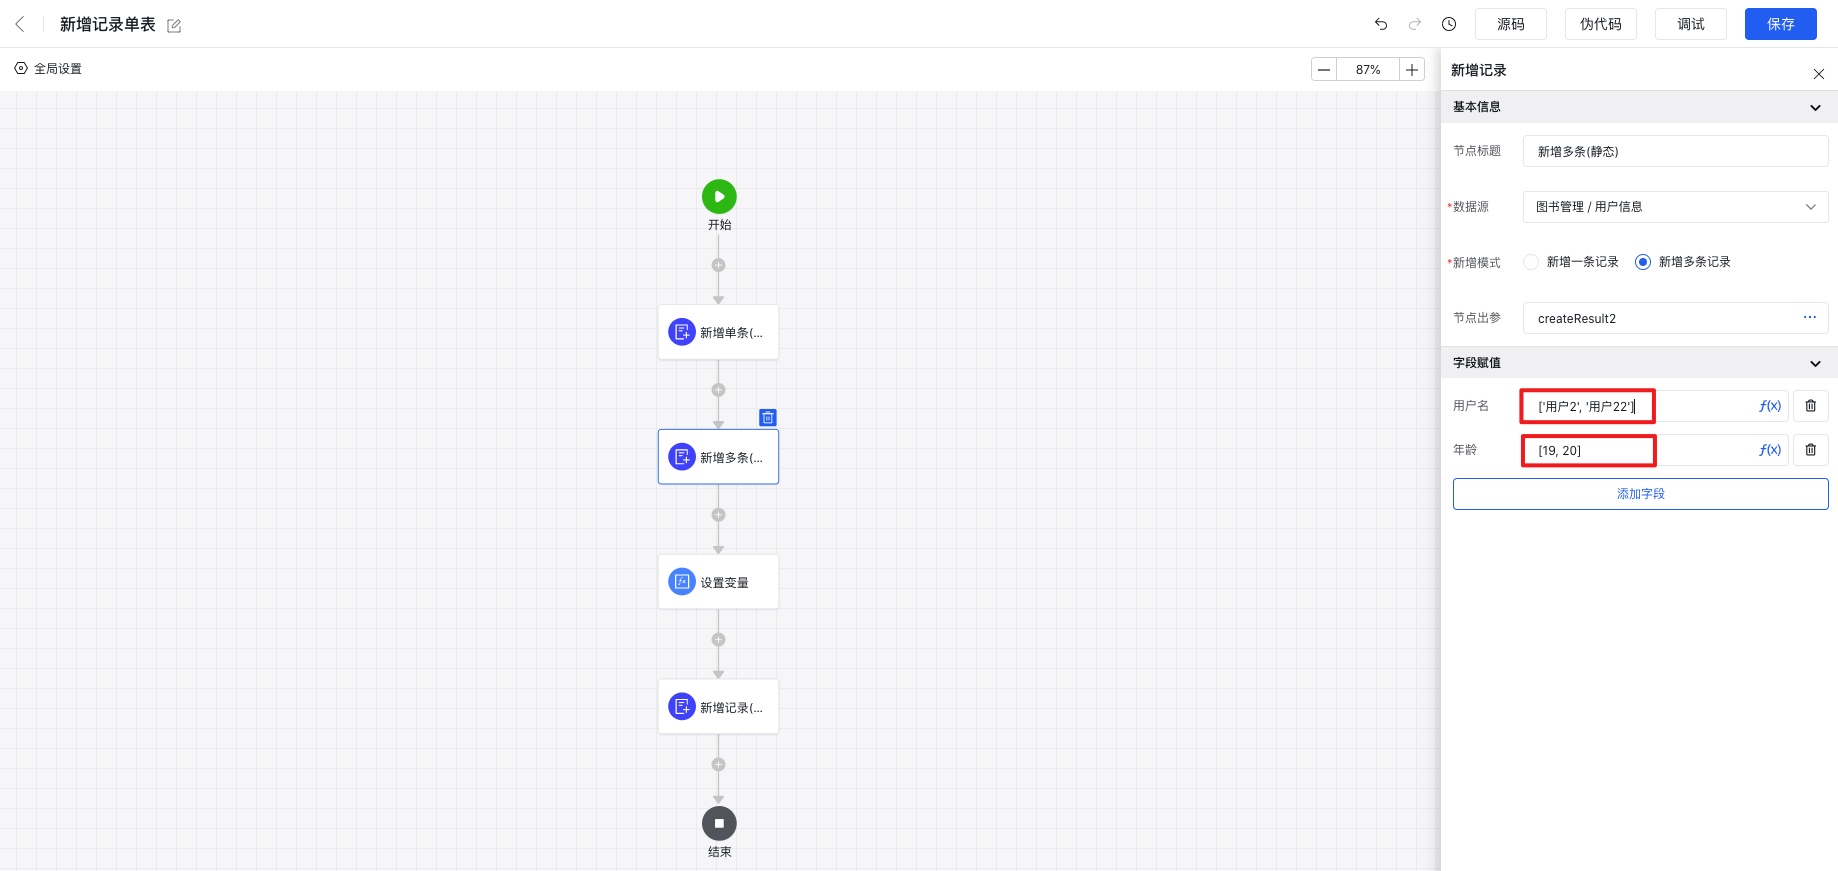 新增记录单表
源码
伪代码
调试
保存
全局设置
87%
开始
新增单条(...
新增多条(...
设置变量
新增记录(...
结束
新增记录
基本信息
节点标题
新增多条(静态)
*数据源
图书管理 / 用户信息
*新增模式
新增一条记录
新增多条记录
节点出参
createResult2
...
字段赋值
用户名
['用户2', '用户22']
ƒ(x)
年龄
[19, 20]
ƒ(x)
添加字段